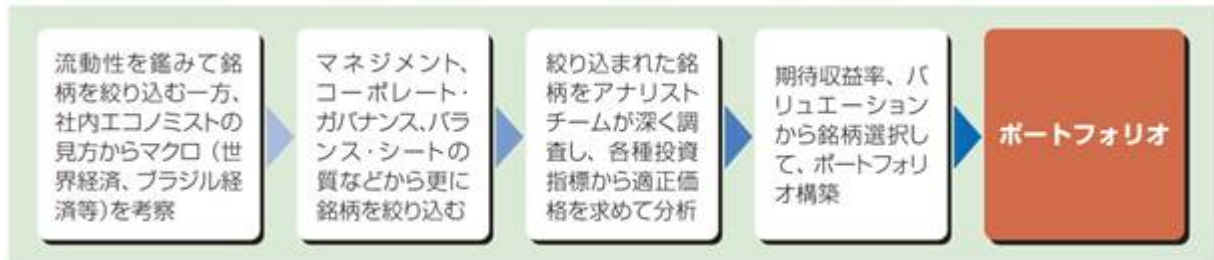 流動性を鑑みて銘
柄を絞り込む一方、
社内エコノミストの
見方からマクロ（世
界経済、ブラジル経
済等）を考察
マネジメント、
コーポレート・
ガバナンス、バラ
ンス・シートの
質などから更に
銘柄を絞り込む
絞り込まれた銘
柄をアナリスト
チームが深く調
査し、各種投資
指標から適正価
格を求めて分析
期待収益率、バ
リュエーション
から銘柄選択し
て、ポートフォリ
オ構築
ポートフォリオ